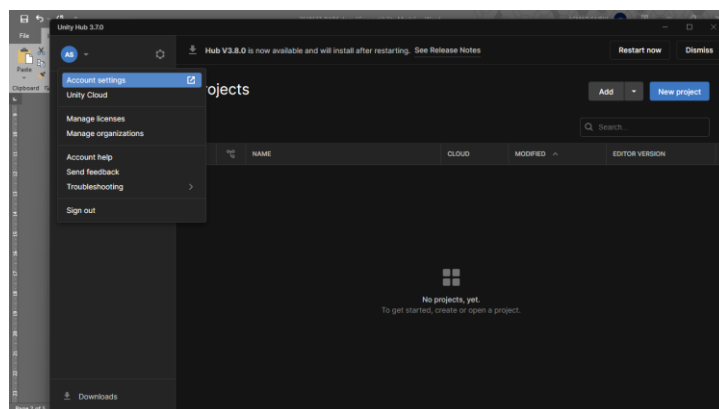 File
Paste
Clipboard
Unity Hub 3.7.0
AS
Hub V3.8.0 is now available and will install after restarting. See Release Notes
Restart now
Dismiss
Account settings
Unity Cloud
Manage licenses
Manage organizations
Account help
Send feedback
Troubleshooting
Sign out
ojects
Add
New project
Search...
NAME
CLOUD
MODIFIED
EDITOR VERSION
No projects, yet.
To get started, create or open a project.
Downloads